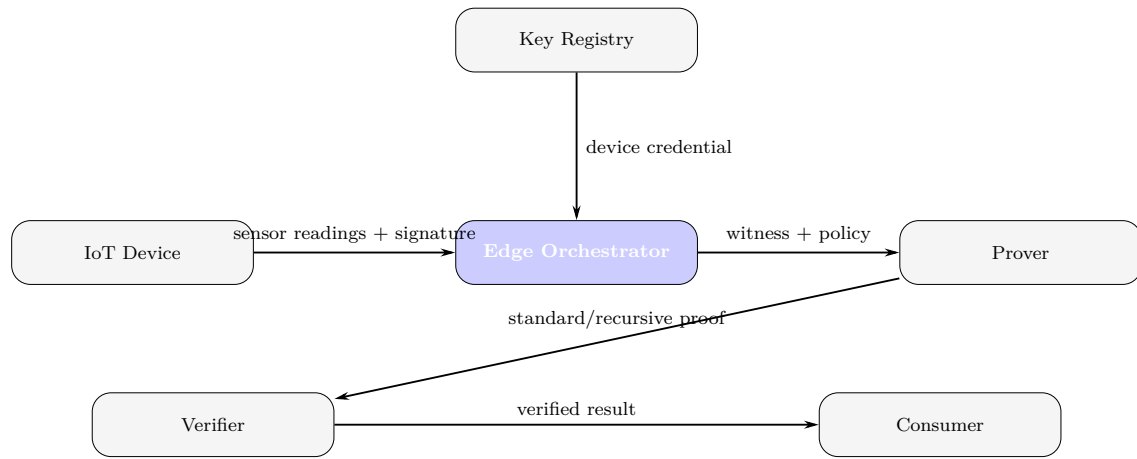 Key Registry
device credential
IoT Device
sensor readings + signature
Edge Orchestrator
witness + policy
Prover
standard/recursive proof
Verifier
verified result
Consumer